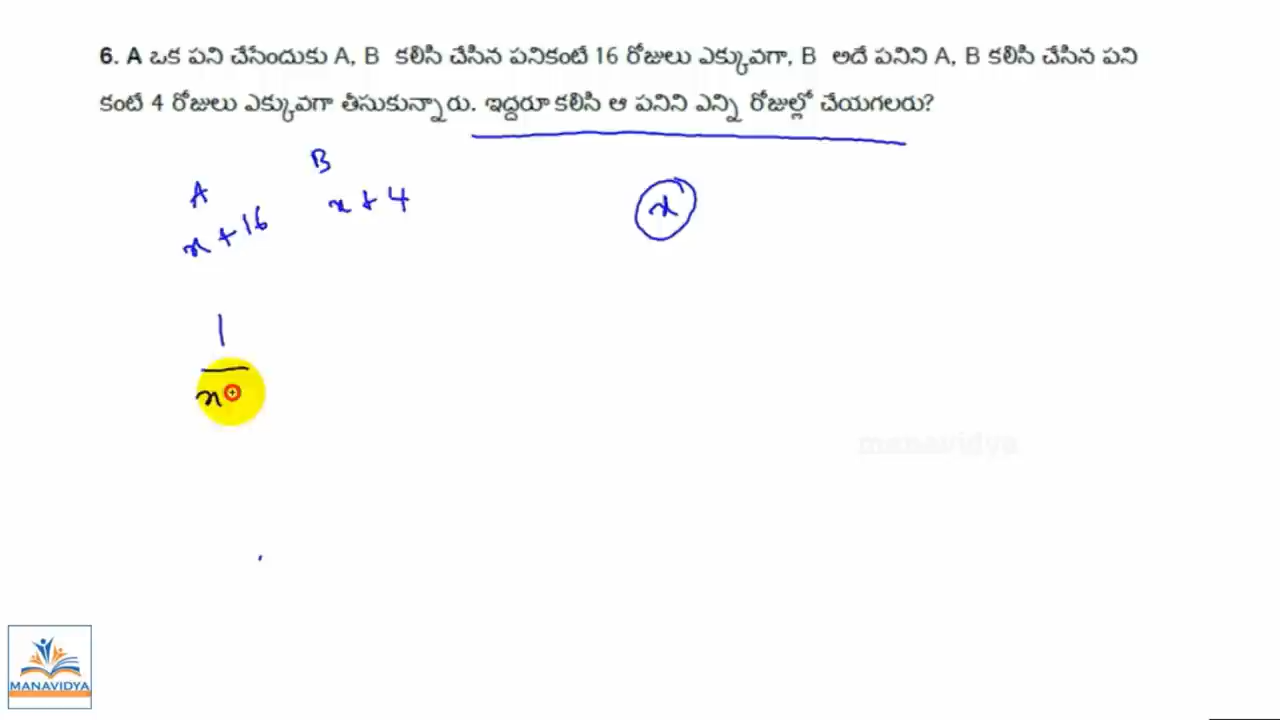 6. A ఒక పని చేసేందుకు A, B కలిసి చేసిన పనికంటే 16 రోజులు ఎక్కువగా, B అదే పనిని A, B కలిసి చేసిన పని
కంటే 4 రోజులు ఎక్కువగా తీసుకున్నారు. ఇద్దరూ కలిసి ఆ పనిని ఎన్ని రోజుల్లో చేయగలరు?
A B
x + 16 x + 4 x
1
x
manavidya
MANAVIDYA